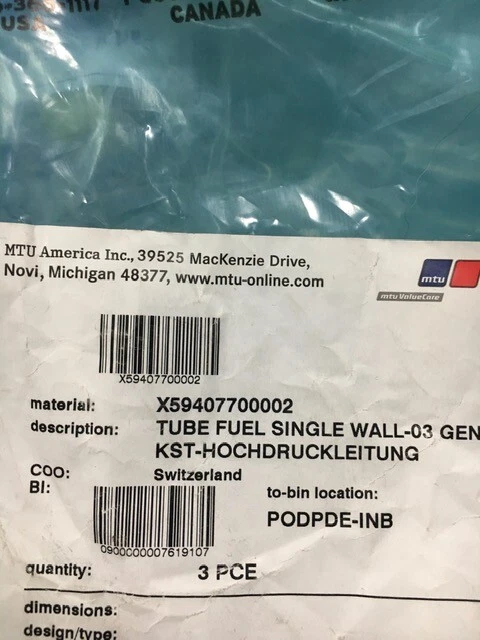 USA
CANADA
MTU America Inc., 39525 MacKenzie Drive,
Novi, Michigan 48377, www.mtu-online.com
mtu
mtu ValueCare
X59407700002
material: X59407700002
description: TUBE FUEL SINGLE WALL-03 GEN
KST-HOCHDRUCKLEITUNG
COO: Switzerland
BI:
to-bin location:
PODPDE-INB
0900000007619107
quantity: 3 PCE
dimensions:
design/type: